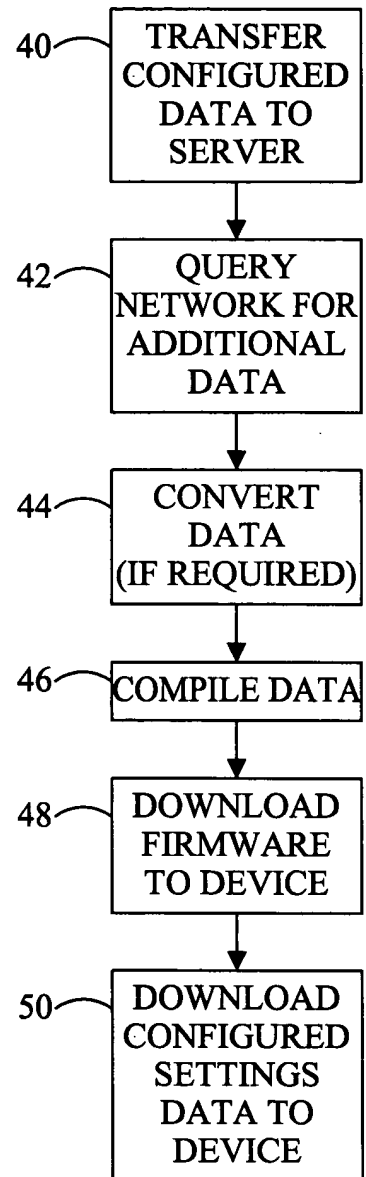 40
TRANSFER
CONFIGURED
DATA TO
SERVER
42
QUERY
NETWORK FOR
ADDITIONAL
DATA
44
CONVERT
DATA
(IF REQUIRED)
46
COMPILE DATA
48
DOWNLOAD
FIRMWARE
TO DEVICE
50
DOWNLOAD
CONFIGURED
SETTINGS
DATA TO
DEVICE